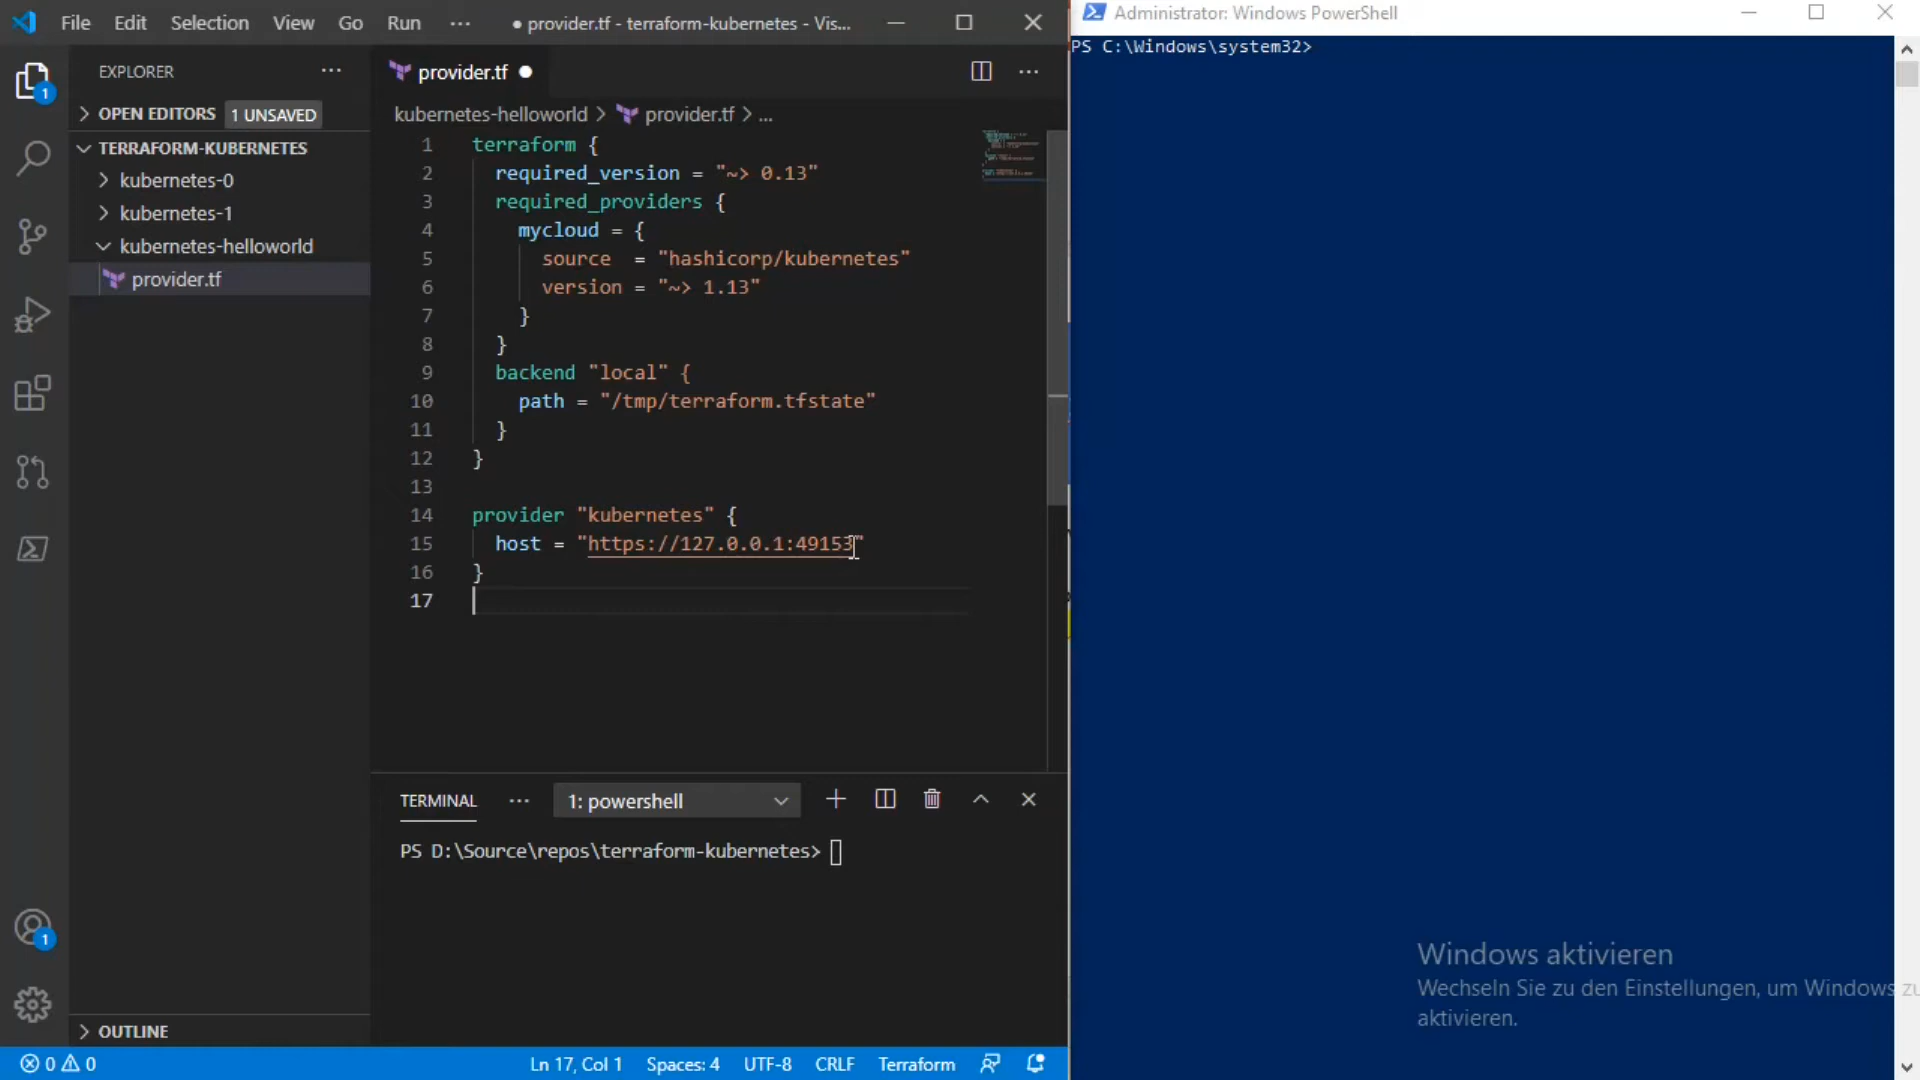 File Edit Selection View Go Run ··· ● provider.tf - terraform-kubernetes - Vis...
EXPLORER ···
OPEN EDITORS 1 UNSAVED
TERRAFORM-KUBERNETES
kubernetes-0
kubernetes-1
kubernetes-helloworld
provider.tf
OUTLINE
1
1
provider.tf ●
kubernetes-helloworld > provider.tf > ...
1 terraform {
2 required_version = "~> 0.13"
3 required_providers {
4 mycloud = {
5 source  = "hashicorp/kubernetes"
6 version = "~> 1.13"
7 }
8 }
9 backend "local" {
10 path = "/tmp/terraform.tfstate"
11 }
12 }
13
14 provider "kubernetes" {
15 host = "https://127.0.0.1:49153"
16 }
17
TERMINAL ··· 1: powershell
PS D:\Source\repos\terraform-kubernetes>
0 0 Ln 17, Col 1 Spaces: 4 UTF-8 CRLF Terraform
Administrator: Windows PowerShell
PS C:\Windows\system32>
Windows aktivieren
Wechseln Sie zu den Einstellungen, um Windows zu
aktivieren.